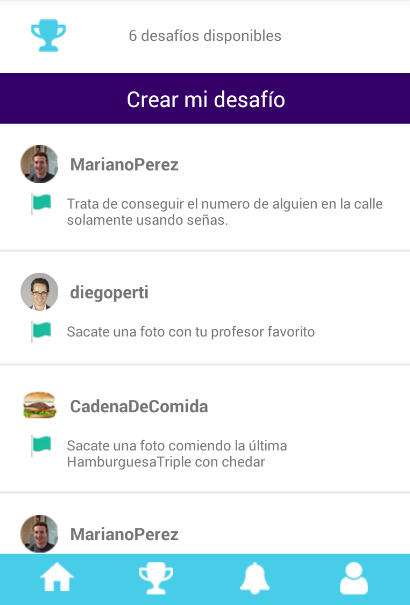 6 desafíos disponibles
Crear mi desafío
MarianoPerez
Trata de conseguir el numero de alguien en la calle
solamente usando señas.
diegoperti
Sacate una foto con tu profesor favorito
CadenaDeComida
Sacate una foto comiendo la última
HamburguesaTriple con chedar
MarianoPerez